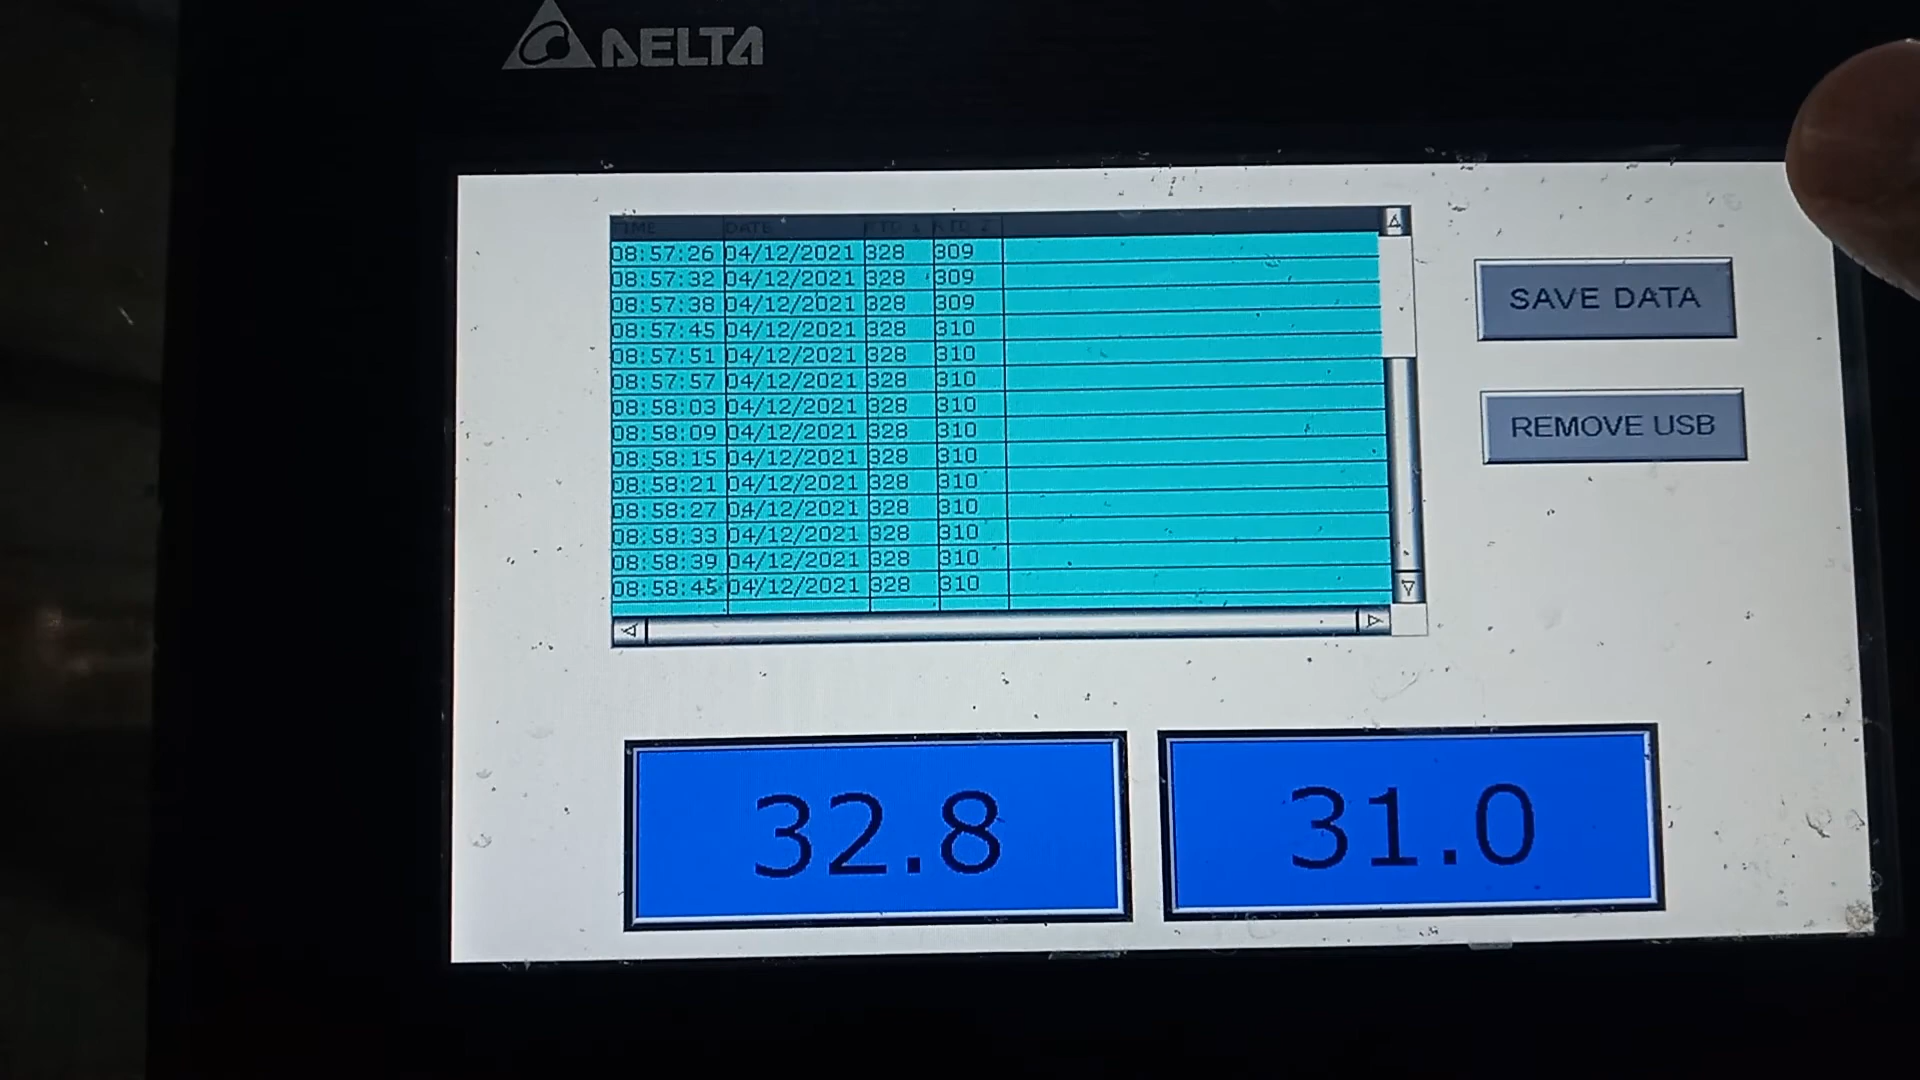 DELTA
TIME DATE RTD 1 RTD 2
08:57:26 04/12/2021 328 309
08:57:32 04/12/2021 328 309
08:57:38 04/12/2021 328 309
08:57:45 04/12/2021 328 310
08:57:51 04/12/2021 328 310
08:57:57 04/12/2021 328 310
08:58:03 04/12/2021 328 310
08:58:09 04/12/2021 328 310
08:58:15 04/12/2021 328 310
08:58:21 04/12/2021 328 310
08:58:27 04/12/2021 328 310
08:58:33 04/12/2021 328 310
08:58:39 04/12/2021 328 310
08:58:45 04/12/2021 328 310
SAVE DATA
REMOVE USB
32.8
31.0